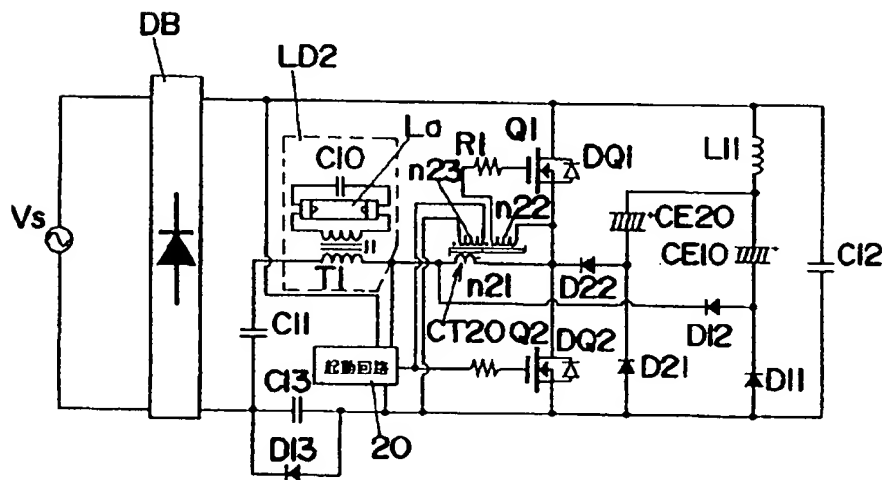 DB
LD2
La
C10
Q1
R1
DQ1
L11
n23
n22
Vs
CE20
CE10
C12
T1
n21
D22
D12
C11
CT20
Q2
DQ2
起動回路
D21
D11
C13
20
D13